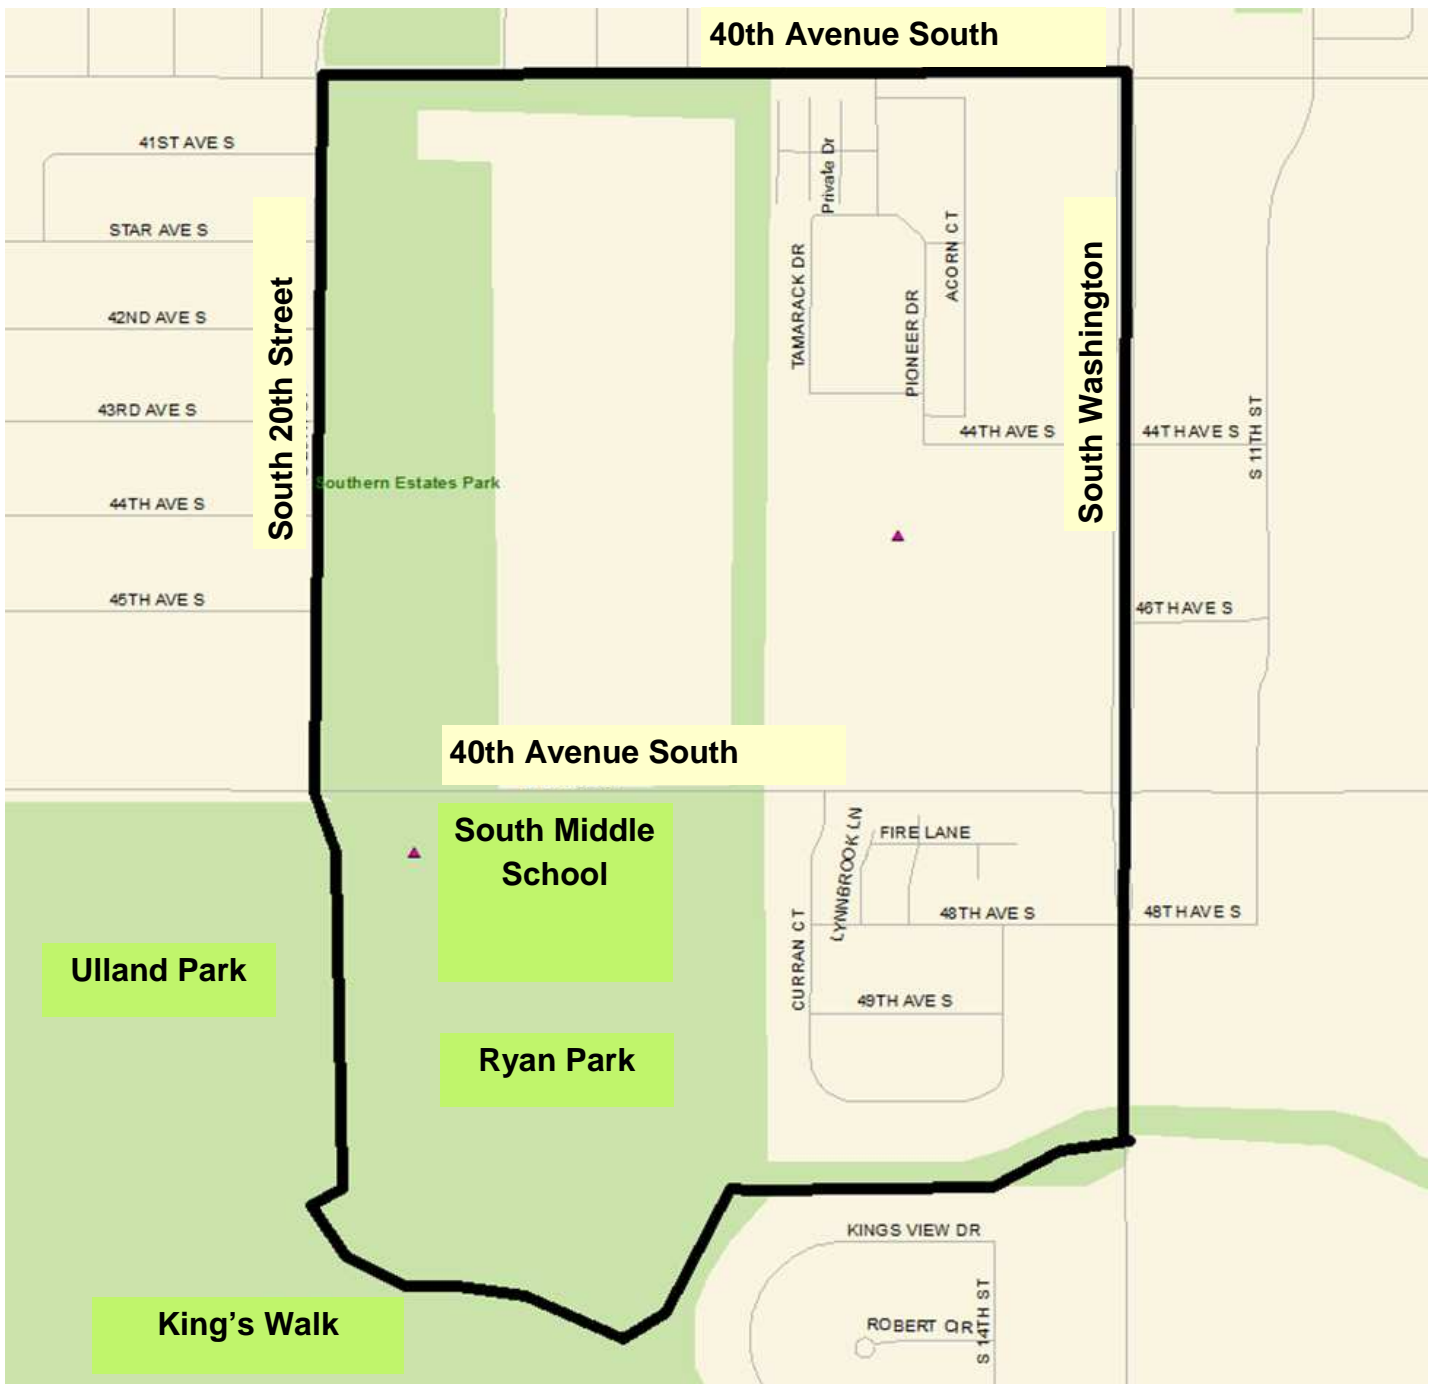 40th Avenue South
41ST AVE S
STAR AVE S
42ND AVE S
43RD AVE S
44TH AVE S
45TH AVE S
South 20th Street
Southern Estates Park
Private Dr
TAMARACK DR
PIONEER DR
ACORN CT
44TH AVE S
South Washington
44TH AVE S
S 11TH ST
46TH AVE S
40th Avenue South
South Middle
School
LYNNBROOK LN
FIRE LANE
CURRAN CT
48TH AVE S
48TH AVE S
49TH AVE S
Ulland Park
Ryan Park
KINGS VIEW DR
King’s Walk
ROBERT CIR
S 14TH ST